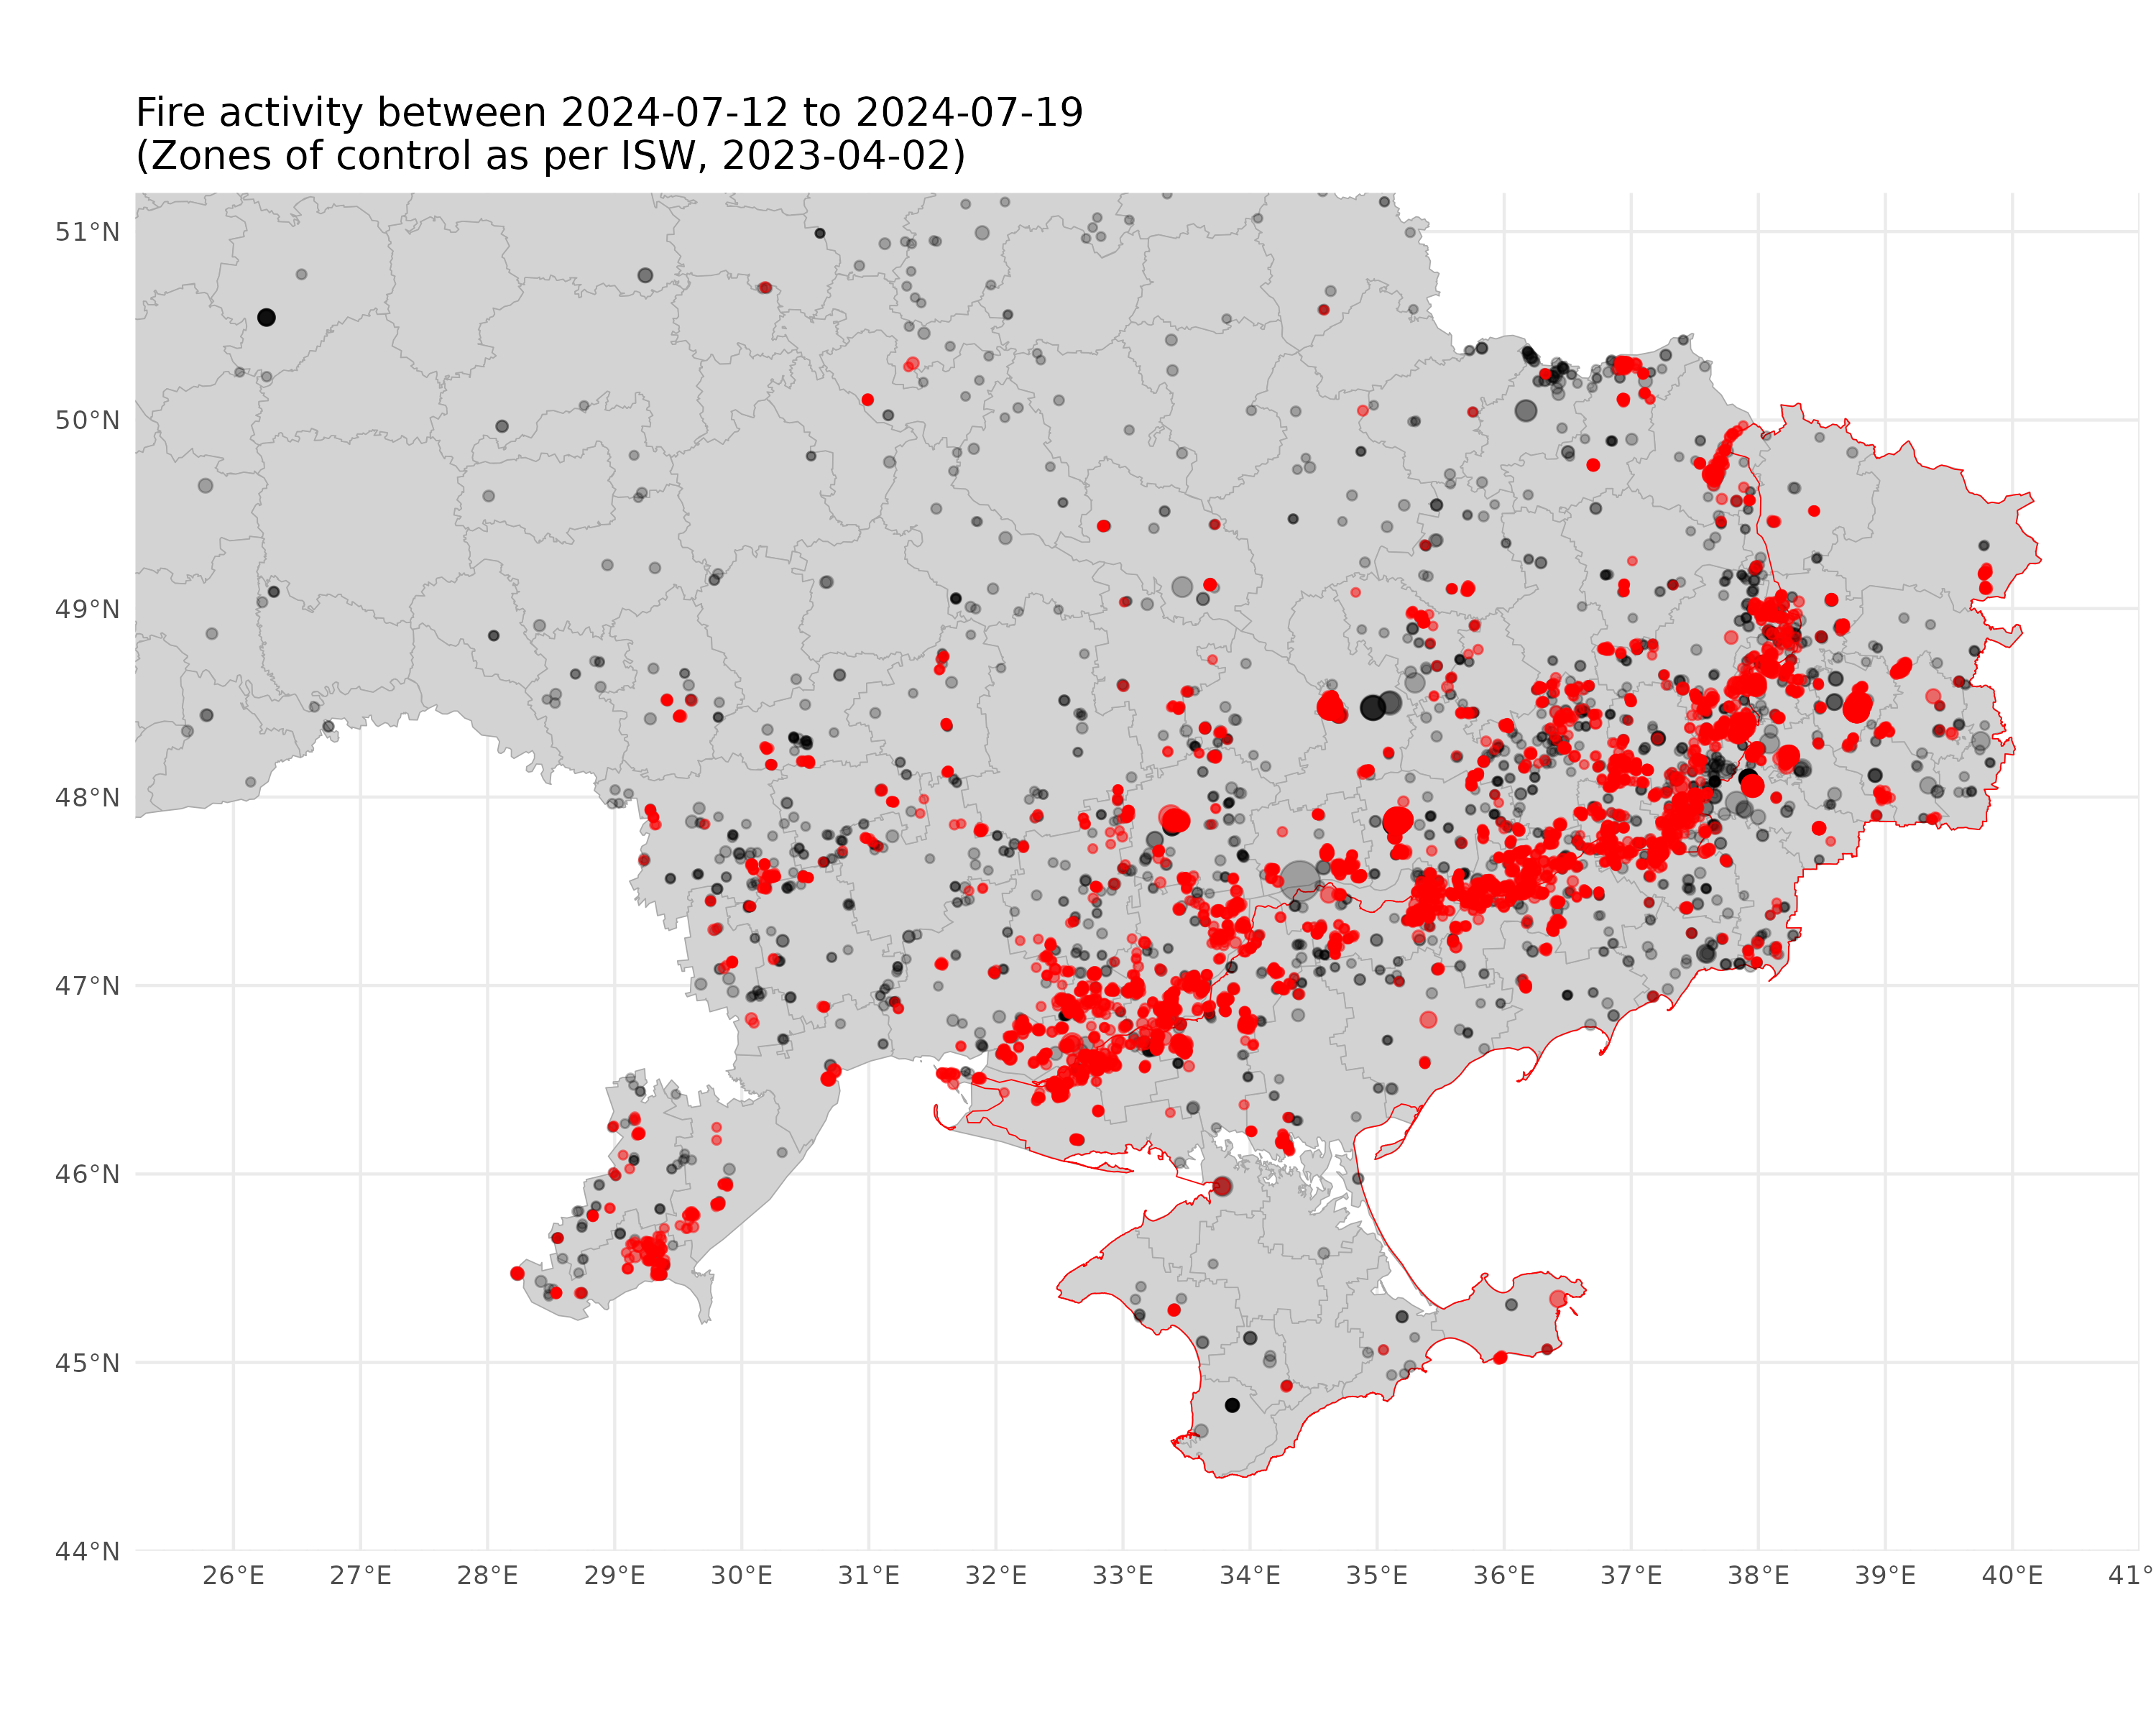 Fire activity between 2024-07-12 to 2024-07-19
(Zones of control as per ISW, 2023-04-02)
51°N
50°N
49°N
48°N
47°N
46°N
45°N
44°N
26°E 27°E 28°E 29°E 30°E 31°E 32°E 33°E 34°E 35°E 36°E 37°E 38°E 39°E 40°E 41°